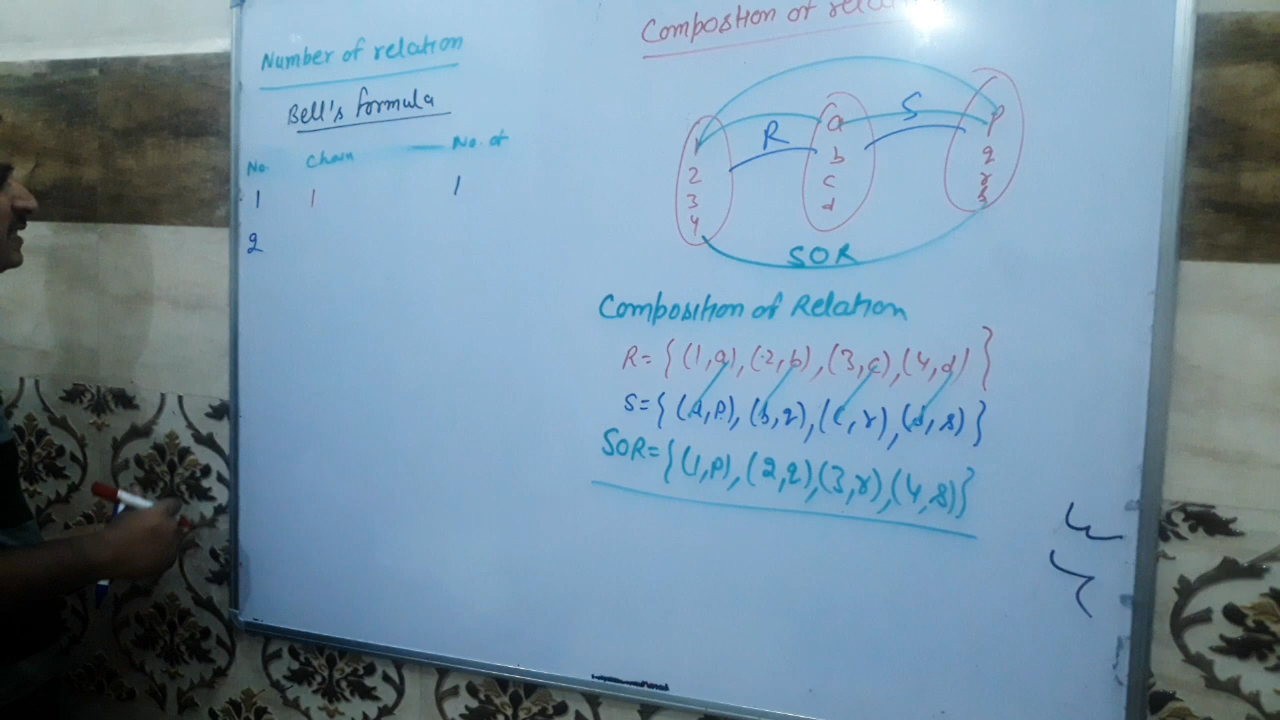 Number of relation
Bell's formula
No. Chain No. of
1 1 1
2
Composition of
R S
a
b
c
d
2
3
4
p
q
r
s
SOR
Composition of Relation
R= {(1,a),(2,b),(3,c),(4,d)}
S={(a,p),(b,q),(c,r),(d,s)}
SOR={(1,p),(2,q),(3,r),(4,s)}